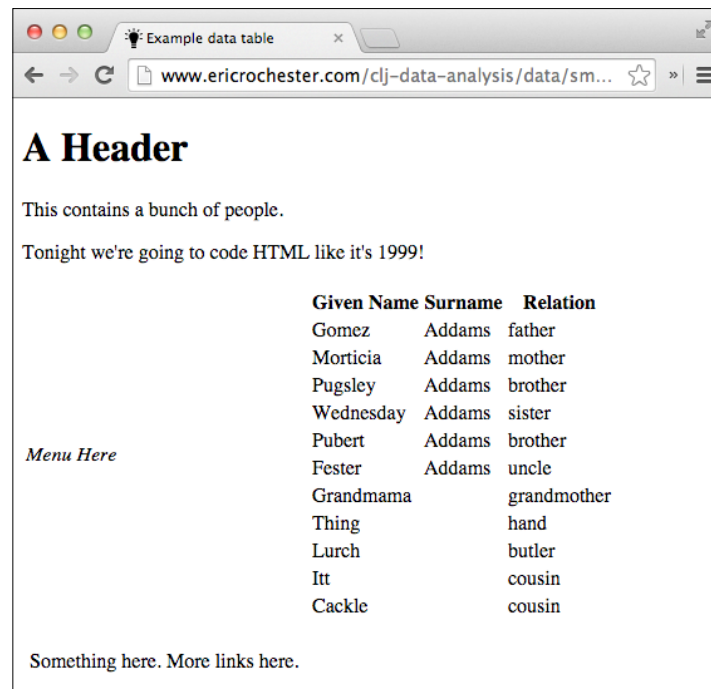 Example data table
www.ericrochester.com/clj-data-analysis/data/sm...
A Header
This contains a bunch of people.
Tonight we're going to code HTML like it's 1999!
Given Name Surname Relation
Gomez Addams father
Morticia Addams mother
Pugsley Addams brother
Wednesday Addams sister
Pubert Addams brother
Menu Here
Fester Addams uncle
Grandmama grandmother
Thing hand
Lurch butler
Itt cousin
Cackle cousin
Something here. More links here.